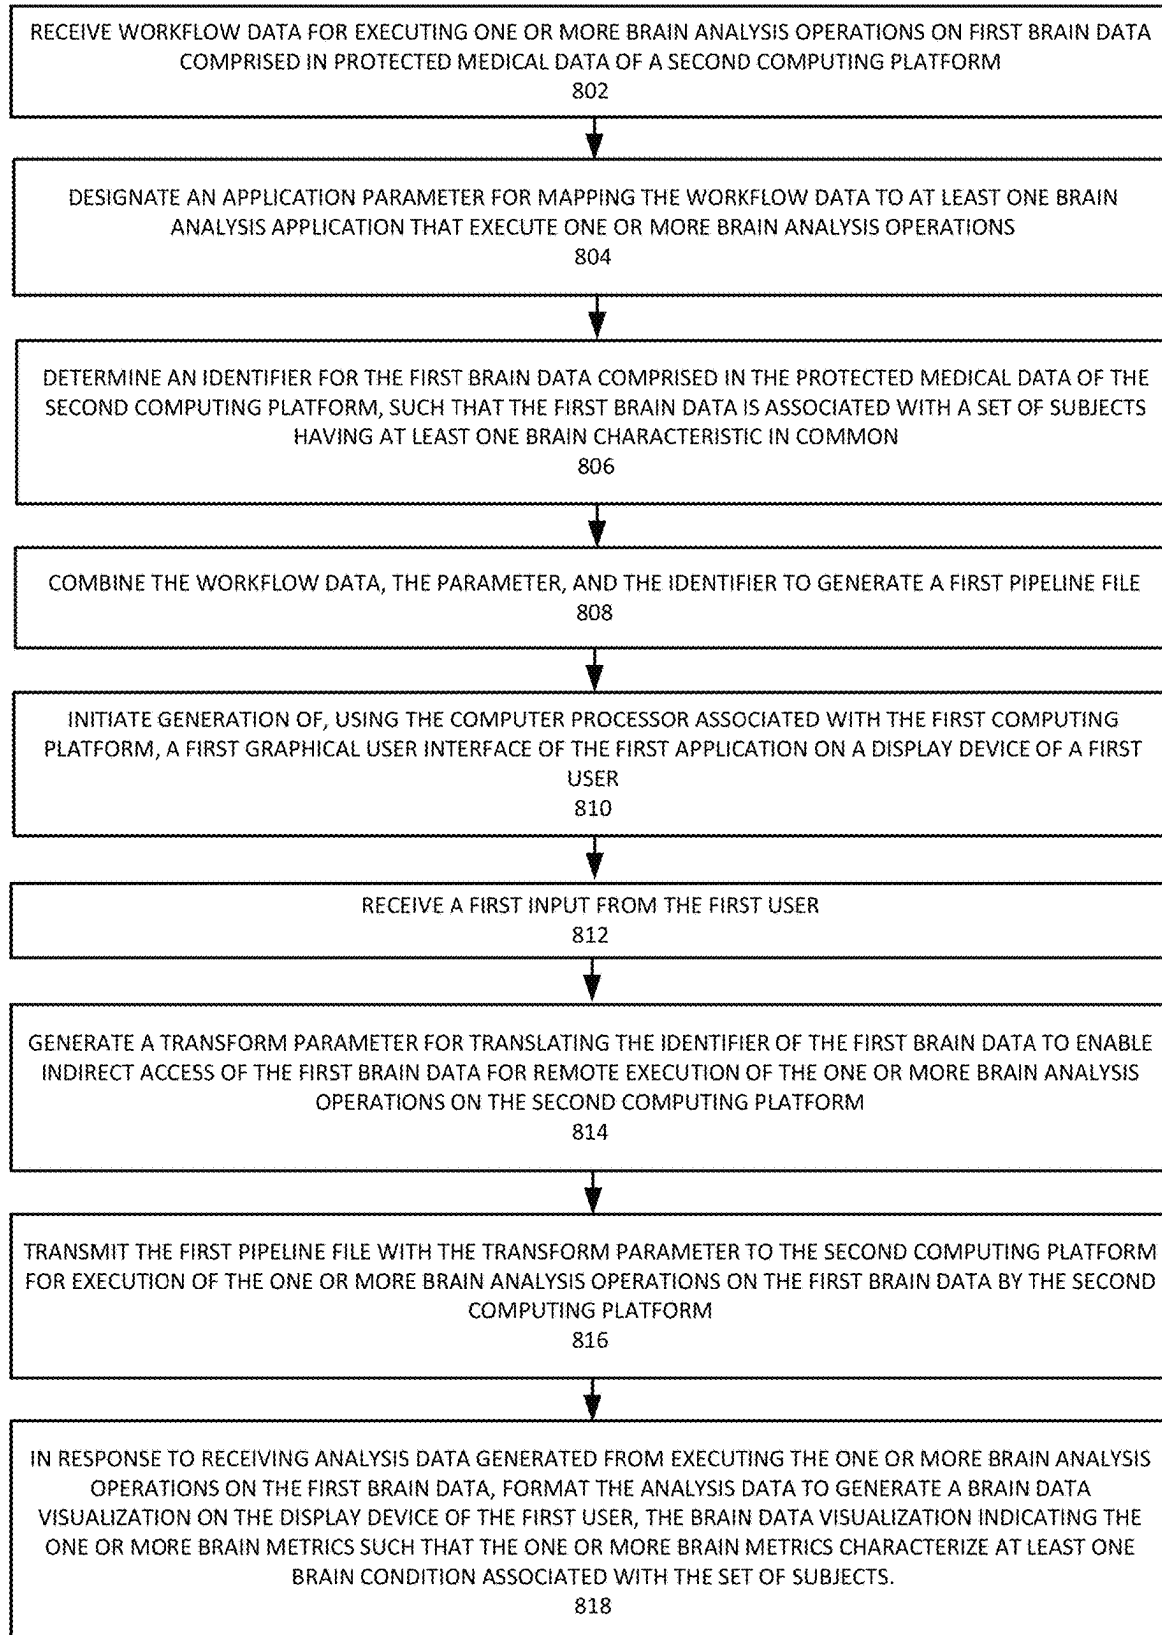 RECEIVE WORKFLOW DATA FOR EXECUTING ONE OR MORE BRAIN ANALYSIS OPERATIONS ON FIRST BRAIN DATA
COMPRISED IN PROTECTED MEDICAL DATA OF A SECOND COMPUTING PLATFORM
802
DESIGNATE AN APPLICATION PARAMETER FOR MAPPING THE WORKFLOW DATA TO AT LEAST ONE BRAIN
ANALYSIS APPLICATION THAT EXECUTE ONE OR MORE BRAIN ANALYSIS OPERATIONS
804
DETERMINE AN IDENTIFIER FOR THE FIRST BRAIN DATA COMPRISED IN THE PROTECTED MEDICAL DATA OF THE
SECOND COMPUTING PLATFORM, SUCH THAT THE FIRST BRAIN DATA IS ASSOCIATED WITH A SET OF SUBJECTS
HAVING AT LEAST ONE BRAIN CHARACTERISTIC IN COMMON
806
COMBINE THE WORKFLOW DATA, THE PARAMETER, AND THE IDENTIFIER TO GENERATE A FIRST PIPELINE FILE
808
INITIATE GENERATION OF, USING THE COMPUTER PROCESSOR ASSOCIATED WITH THE FIRST COMPUTING
PLATFORM, A FIRST GRAPHICAL USER INTERFACE OF THE FIRST APPLICATION ON A DISPLAY DEVICE OF A FIRST
USER
810
RECEIVE A FIRST INPUT FROM THE FIRST USER
812
GENERATE A TRANSFORM PARAMETER FOR TRANSLATING THE IDENTIFIER OF THE FIRST BRAIN DATA TO ENABLE
INDIRECT ACCESS OF THE FIRST BRAIN DATA FOR REMOTE EXECUTION OF THE ONE OR MORE BRAIN ANALYSIS
OPERATIONS ON THE SECOND COMPUTING PLATFORM
814
TRANSMIT THE FIRST PIPELINE FILE WITH THE TRANSFORM PARAMETER TO THE SECOND COMPUTING PLATFORM
FOR EXECUTION OF THE ONE OR MORE BRAIN ANALYSIS OPERATIONS ON THE FIRST BRAIN DATA BY THE SECOND
COMPUTING PLATFORM
816
IN RESPONSE TO RECEIVING ANALYSIS DATA GENERATED FROM EXECUTING THE ONE OR MORE BRAIN ANALYSIS
OPERATIONS ON THE FIRST BRAIN DATA, FORMAT THE ANALYSIS DATA TO GENERATE A BRAIN DATA
VISUALIZATION ON THE DISPLAY DEVICE OF THE FIRST USER, THE BRAIN DATA VISUALIZATION INDICATING THE
ONE OR MORE BRAIN METRICS SUCH THAT THE ONE OR MORE BRAIN METRICS CHARACTERIZE AT LEAST ONE
BRAIN CONDITION ASSOCIATED WITH THE SET OF SUBJECTS.
818